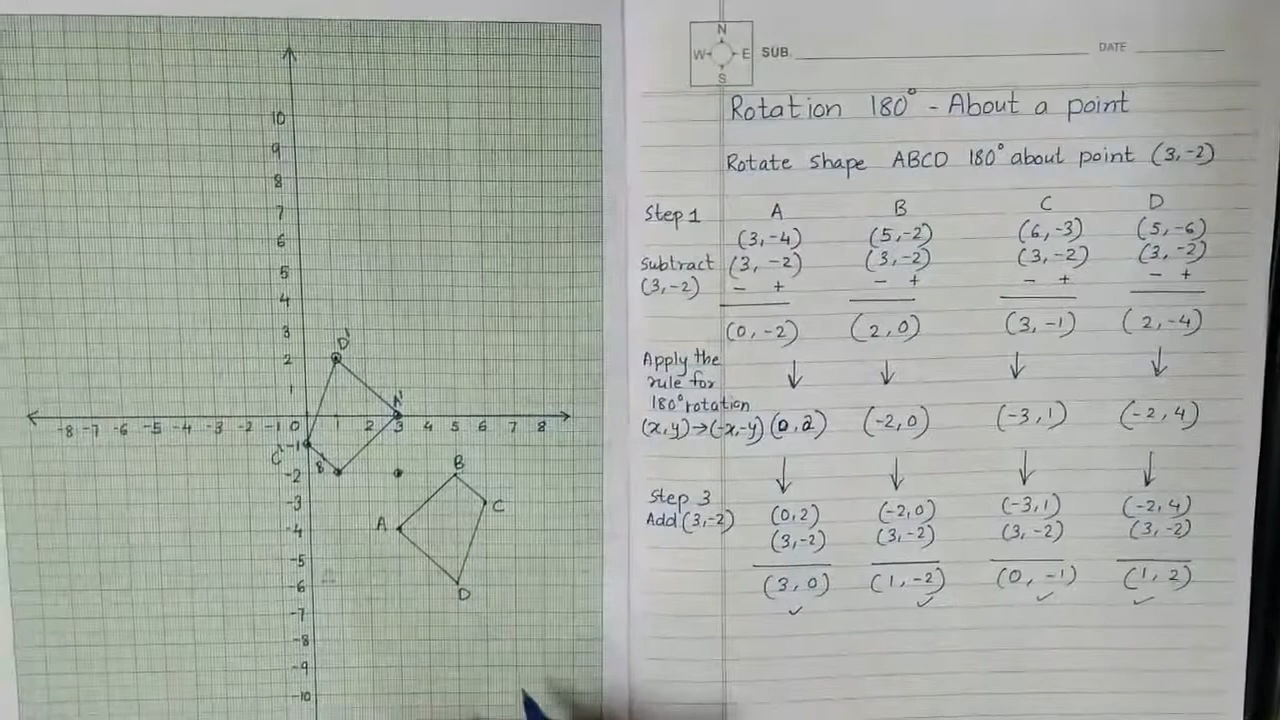 10
9
8
7
6
5
4
3
D'
2
1
A'
-8 -7 -6 -5 -4 -3 -2 -1 0 1 2 3 4 5 6 7 8
-1
C'
B'
-2
B
-3
C
A
-4
-5
-6
D
-7
-8
-9
-10
N
W E SUB. DATE
S
Rotation 180° - About a point
Rotate shape ABCD 180° about point (3,-2)
Step 1 A B C D
(3,-4) (5,-2) (6,-3) (5,-6)
subtract (3,-2) (3,-2) (3,-2) (3,-2)
(3,-2) - + - + - + - +
(0,-2) (2,0) (3,-1) (2,-4)
Apply the ↓ ↓ ↓ ↓
rule for
180° rotation
(x,y)→(-x,-y) (0,2) (-2,0) (-3,1) (-2,4)
↓ ↓ ↓ ↓
Step 3 (0,2) (-2,0) (-3,1) (-2,4)
Add (3,-2) (3,-2) (3,-2) (3,-2) (3,-2)
(3,0) (1,-2) (0,-1) (1,2)
✓ ✓ ✓ ✓